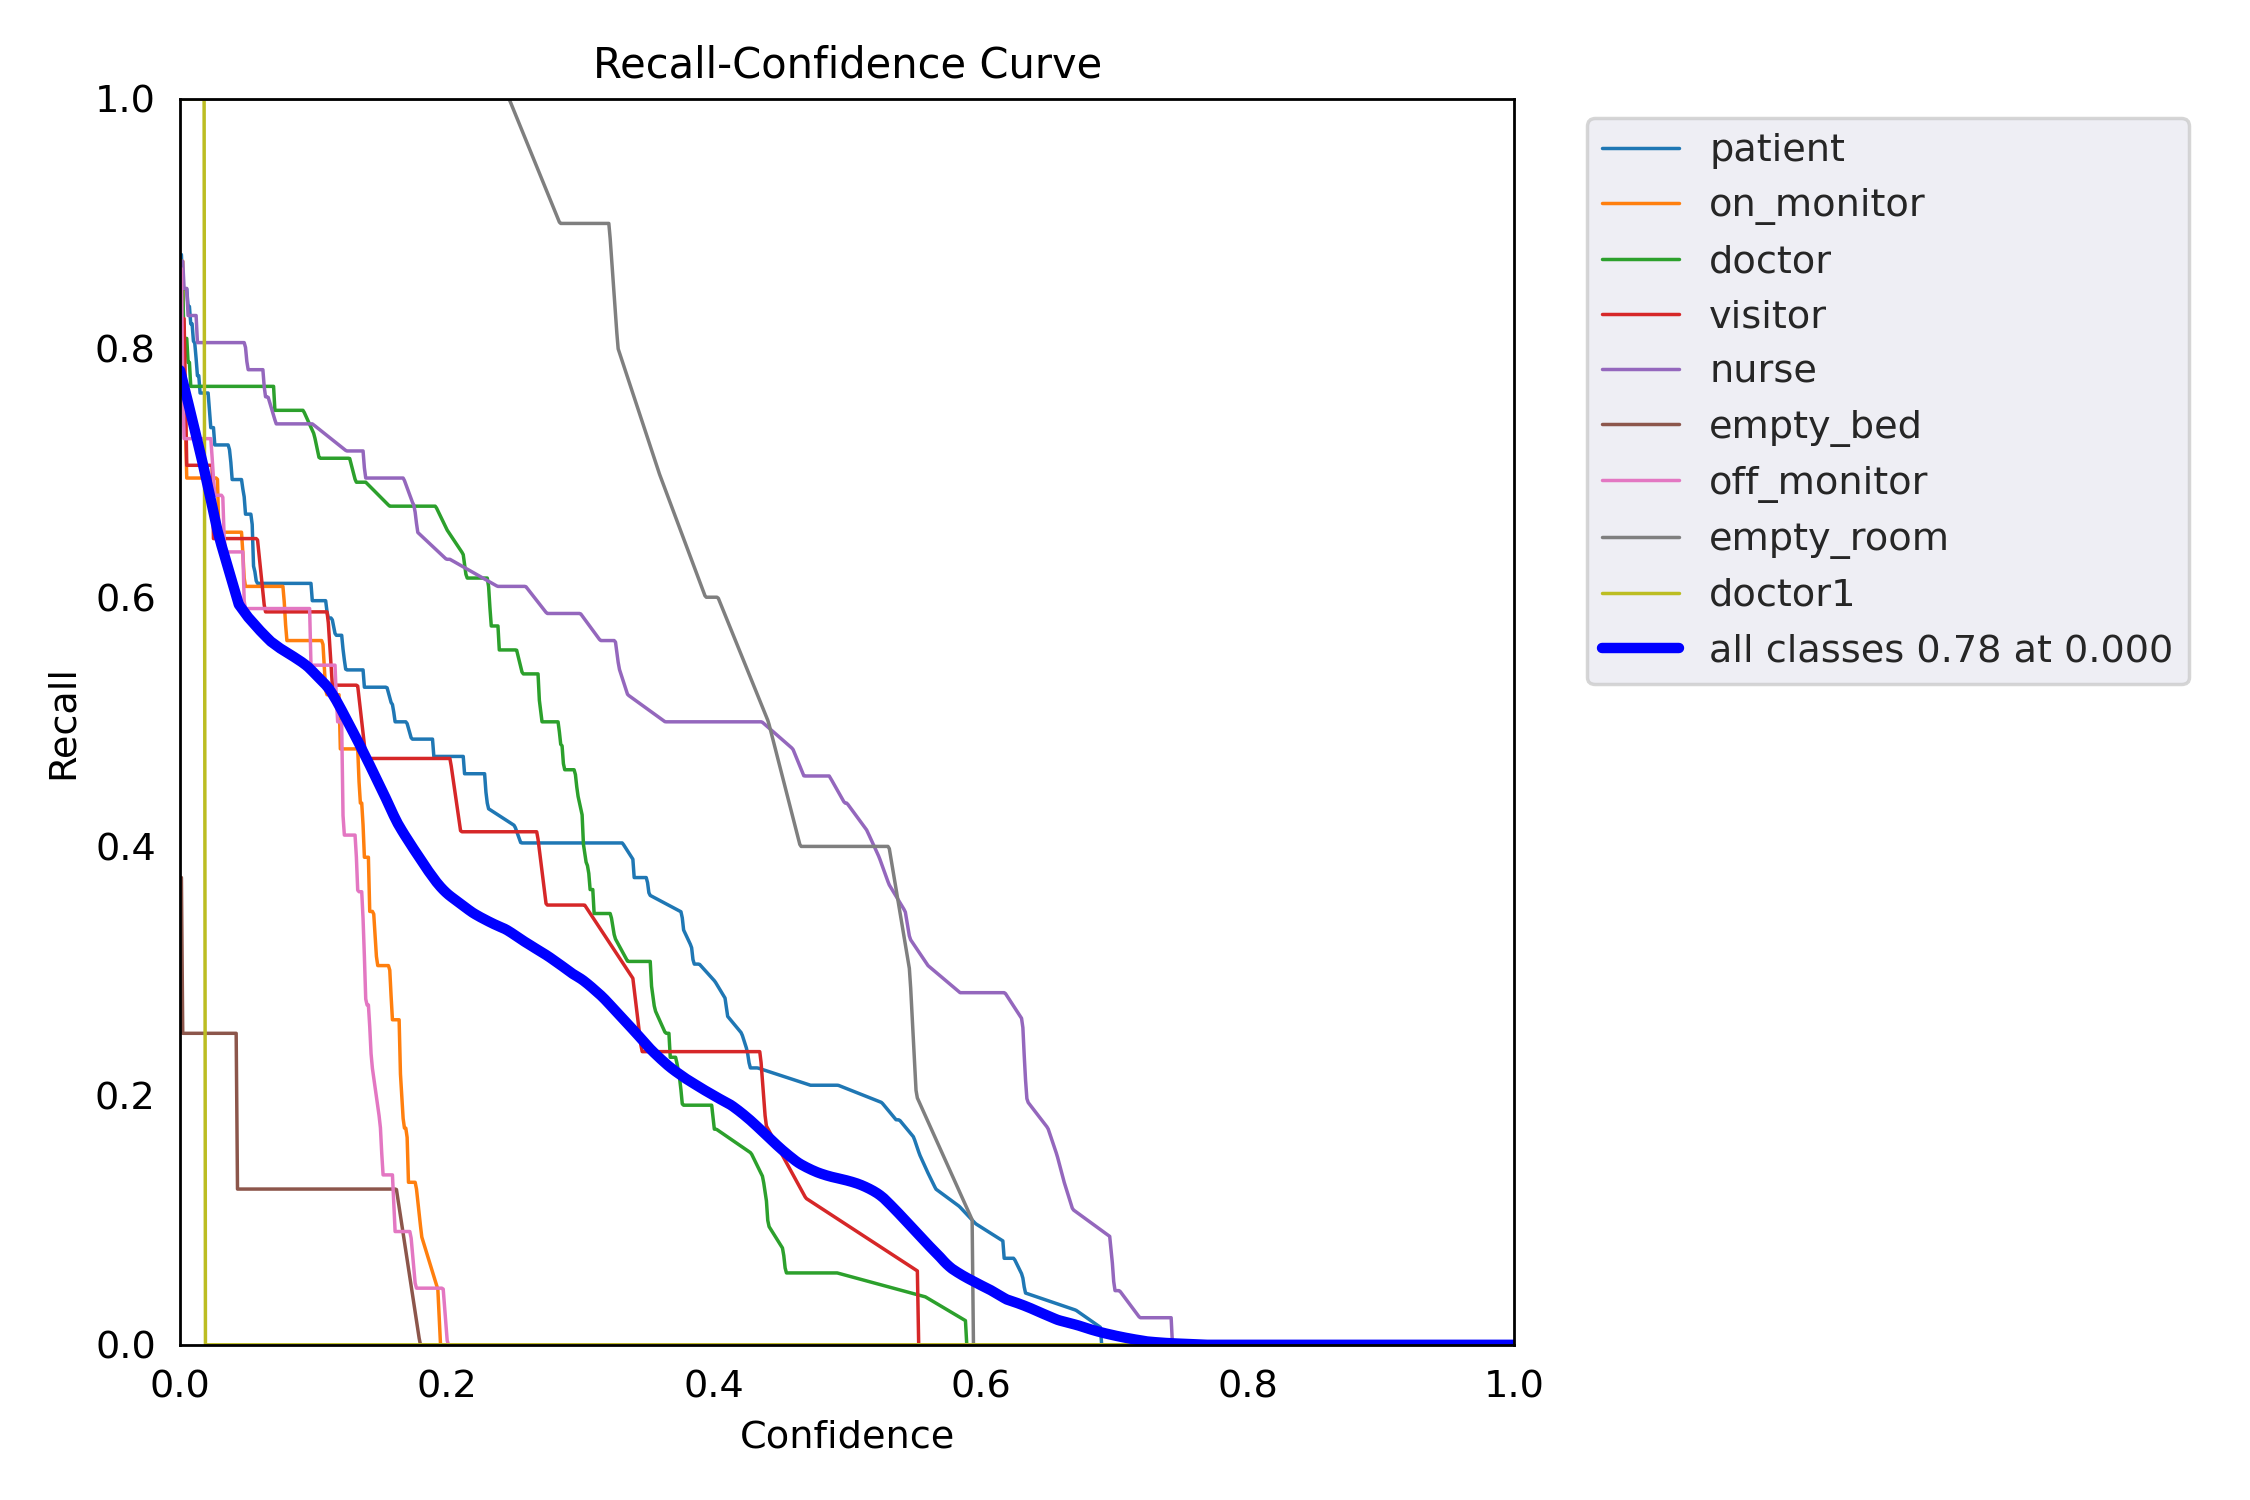 Recall-Confidence Curve
1.0
0.8
0.6
0.4
0.2
0.0
Recall
0.0 0.2 0.4 0.6 0.8 1.0
Confidence
patient
on_monitor
doctor
visitor
nurse
empty_bed
off_monitor
empty_room
doctor1
all classes 0.78 at 0.000